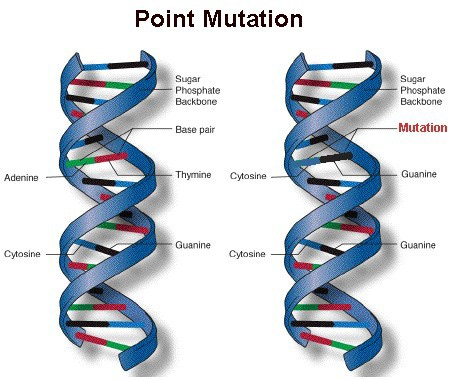 Point Mutation
Sugar
Phosphate
Backbone
Base pair
Adenine
Thymine
Cytosine
Guanine
Sugar
Phosphate
Backbone
Mutation
Cytosine
Guanine
Cytosine
Guanine